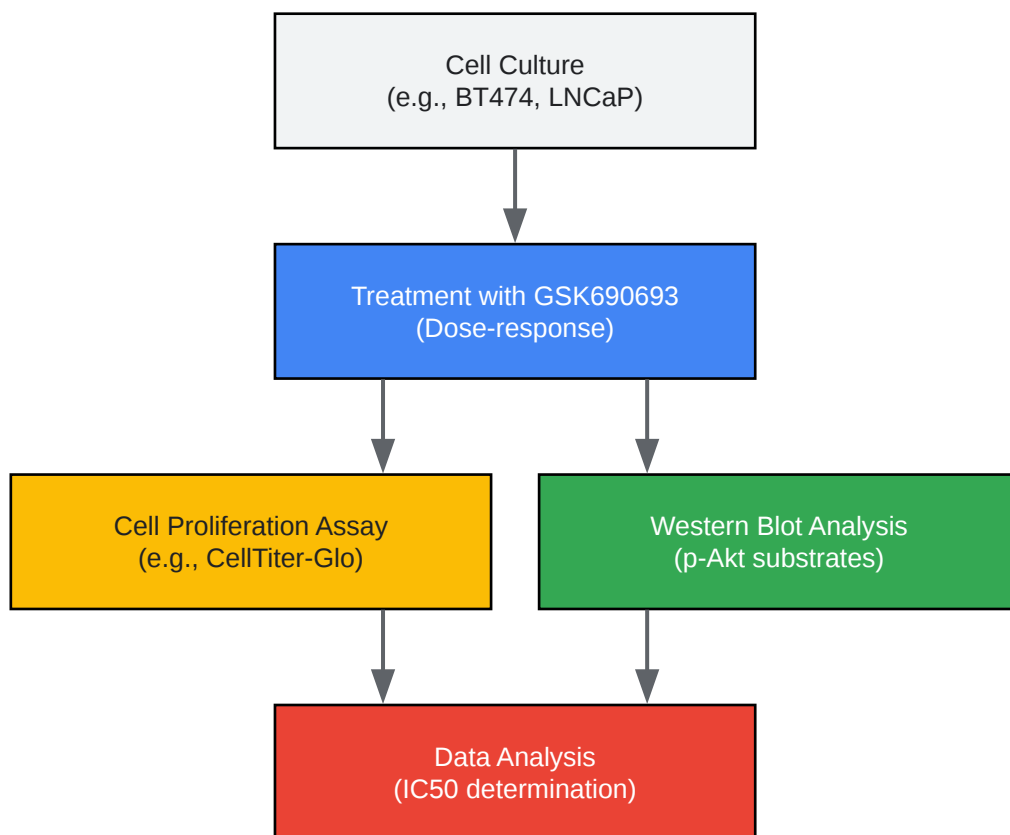 Cell Culture
(e.g., BT474, LNCaP)
Treatment with GSK690693
(Dose-response)
Cell Proliferation Assay
(e.g., CellTiter-Glo)
Western Blot Analysis
(p-Akt substrates)
Data Analysis
(IC50 determination)